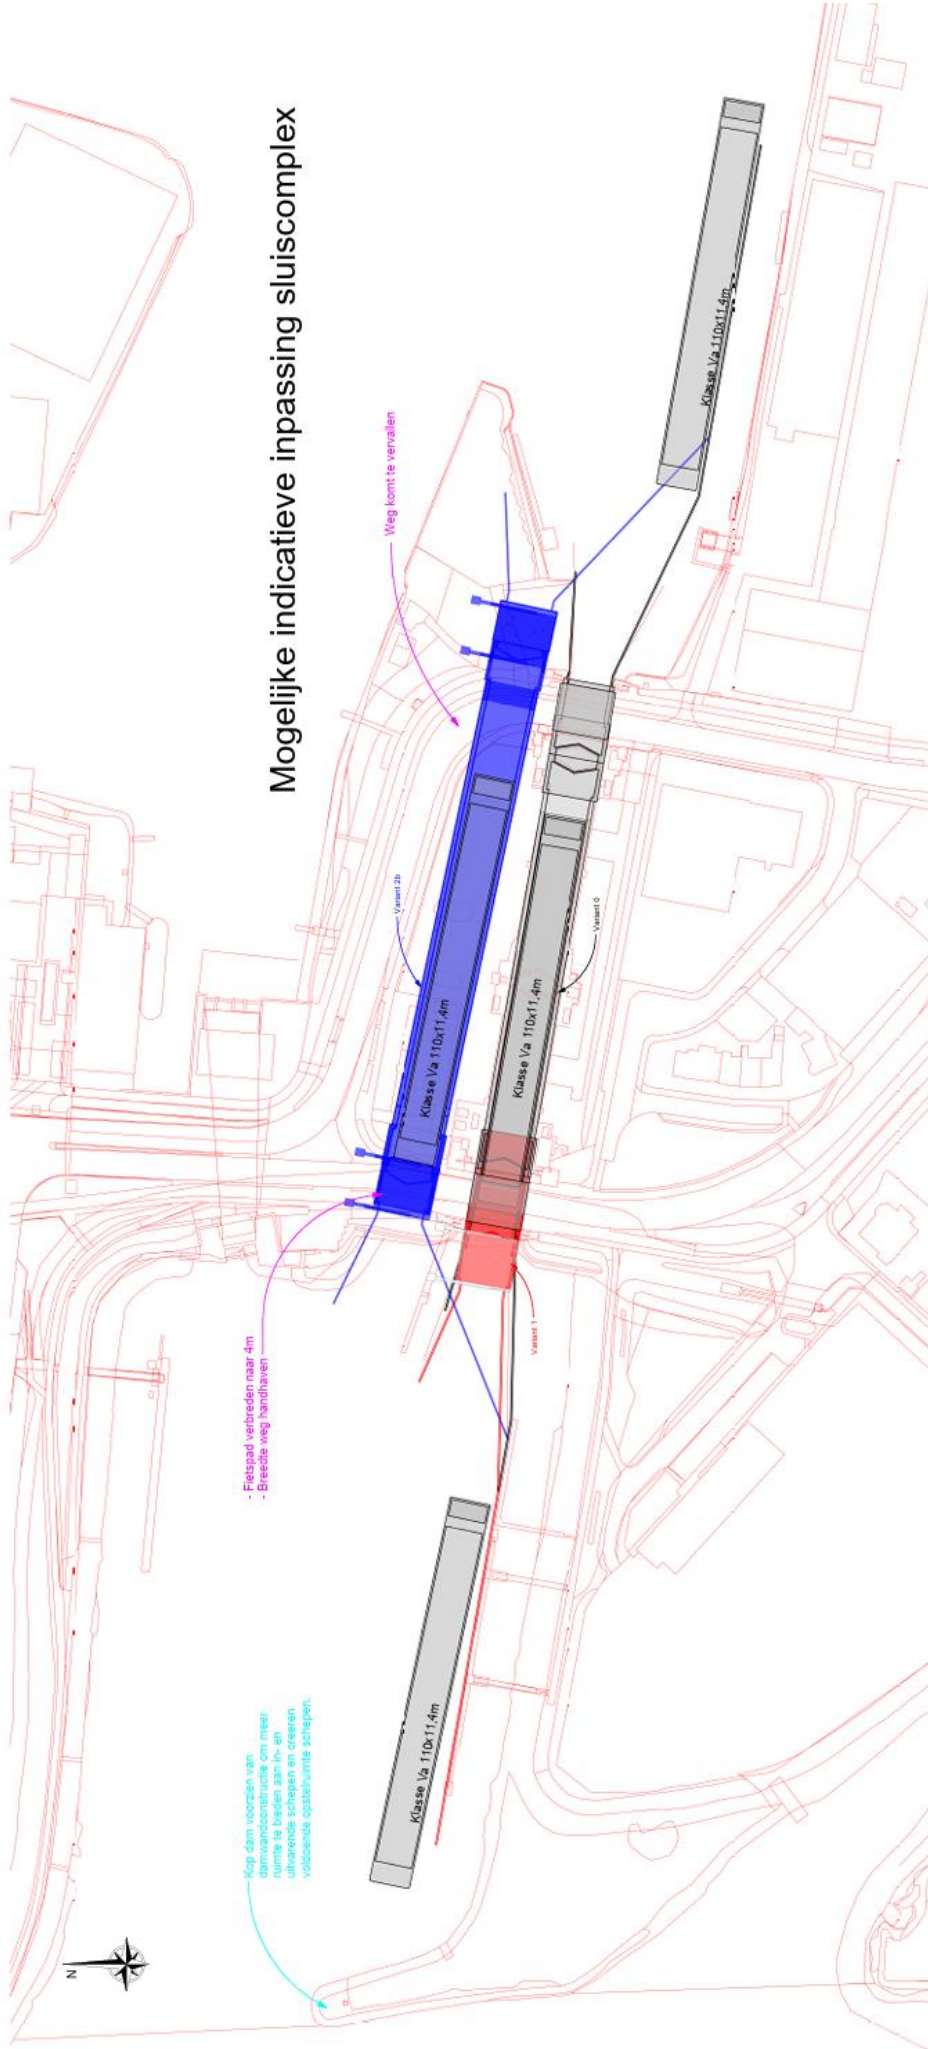 Mogelijke indicatieve inpassing sluiscomplex
Klasse Va 110x11,4m
Weg komt te vervallen
Variant 2b
Klasse Va 110x11,4m
Klasse Va 110x11,4m
Variant 0
- Fietspad verbreden naar 4m
- Breedte weg handhaven
Variant 1
Klasse Va 110x11,4m
Kop dam voorzien van
damwandconstructie om meer
ruimte te bieden aan in- en
uitvarende schepen en creeren
voldoende opstelruimte schepen.
N